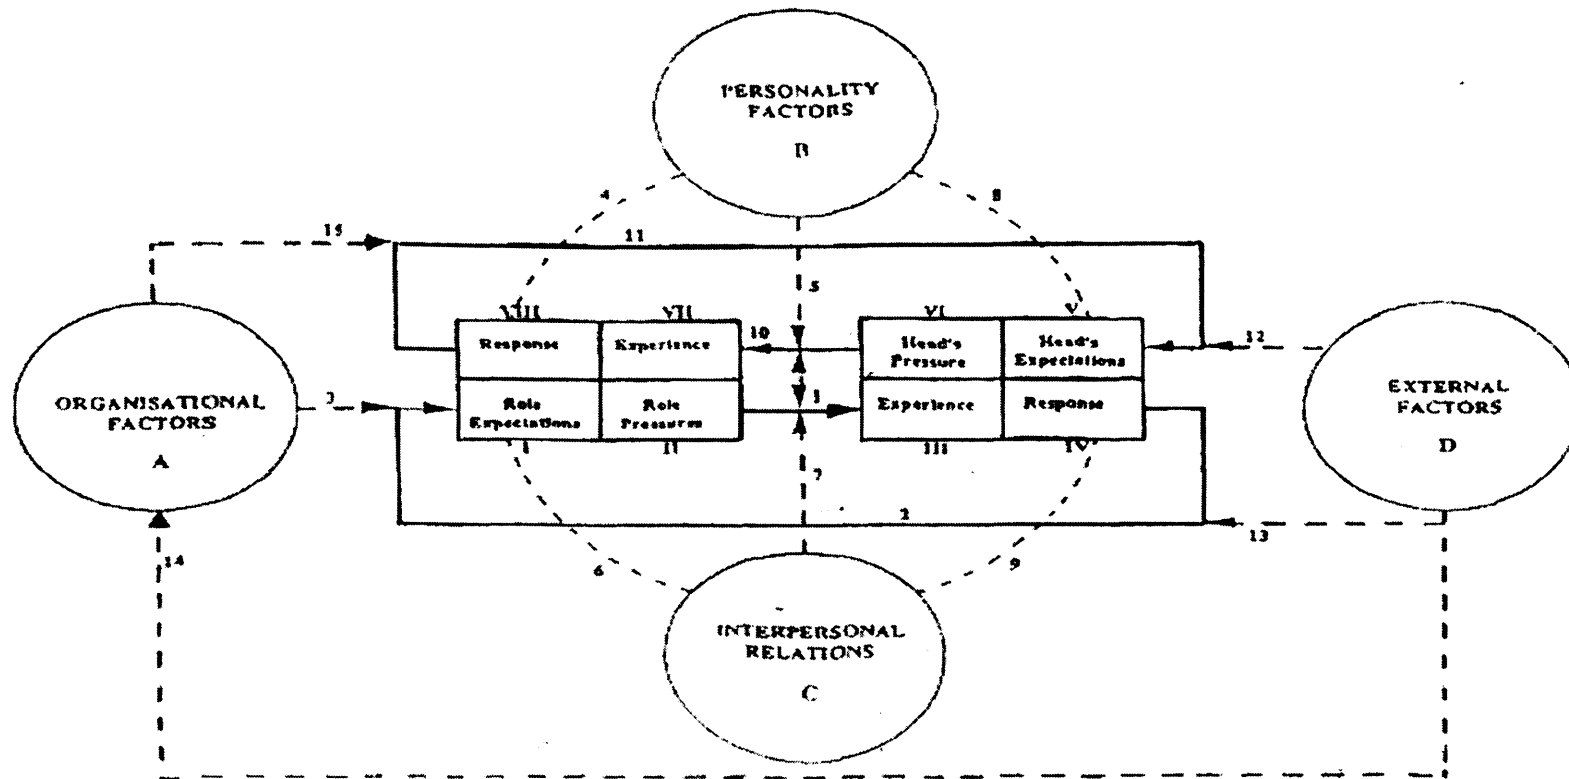 PERSONALITY
FACTORS
B
4
8
15
11
5
VIII
VII
VI
V
10
12
Response
Experience
Head's
Pressure
Head's
Expectations
ORGANISATIONAL
FACTORS
A
3
Role
Expectations
Role
Pressures
1
Experience
Response
EXTERNAL
FACTORS
D
I
II
III
IV
7
2
13
14
6
9
INTERPERSONAL
RELATIONS
C